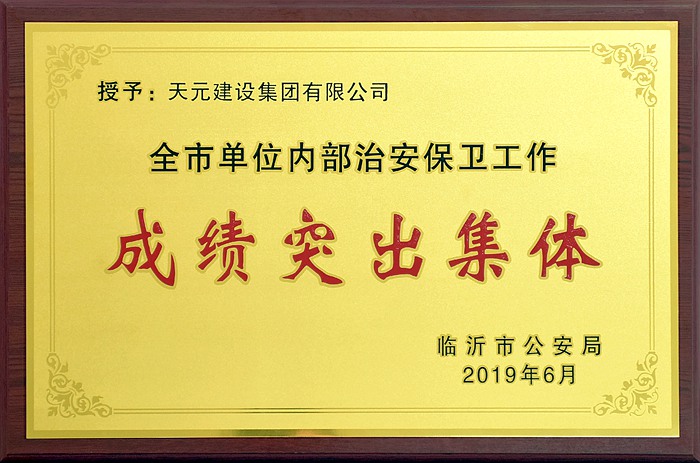 授予：天元建设集团有限公司
全市单位内部治安保卫工作
成绩突出集体
临沂市公安局
2019年6月